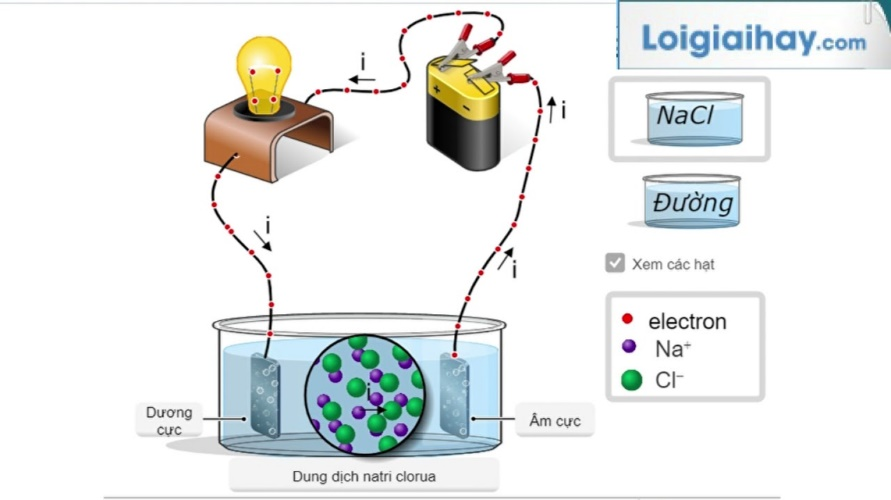 Loigiaihay.com
i
+
-
i
NaCl
Đường
i
i
Xem các hạt
electron
Na⁺
Cl⁻
i
Dương
cực
Âm cực
Dung dịch natri clorua